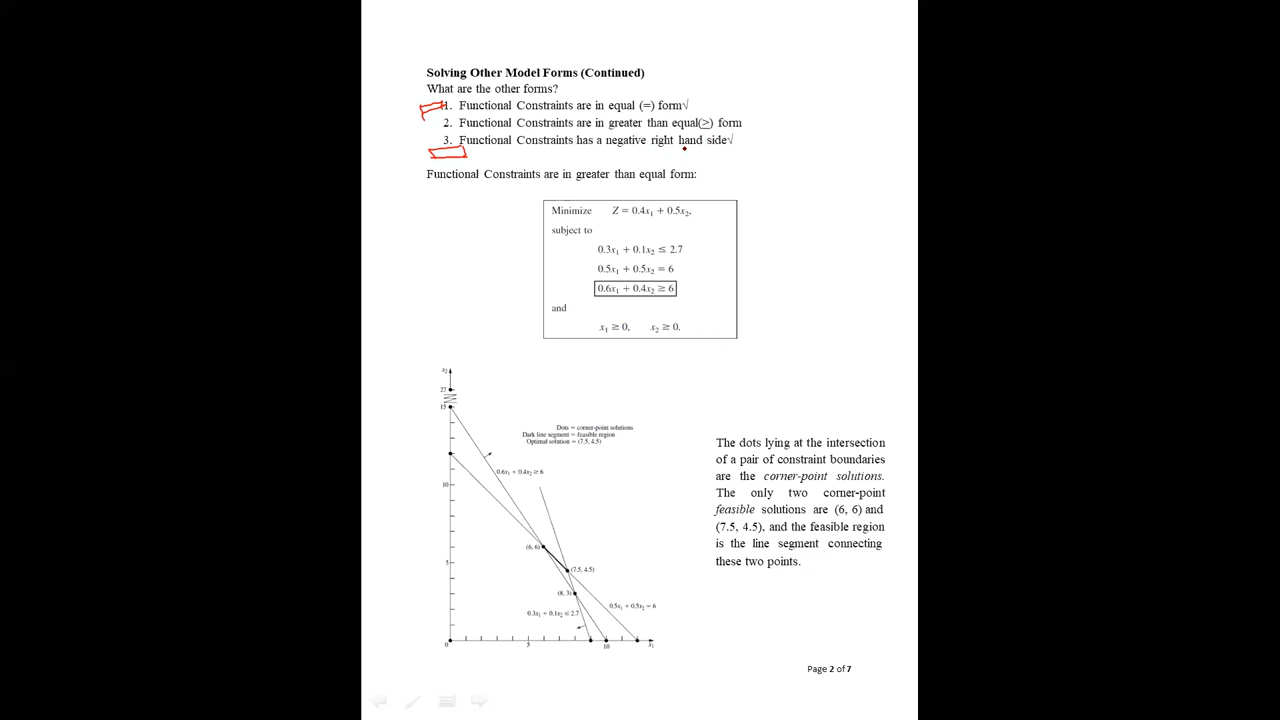 Solving Other Model Forms (Continued)
What are the other forms?
1. Functional Constraints are in equal (=) form√
2. Functional Constraints are in greater than equal(≥) form
3. Functional Constraints has a negative right hand side√
Functional Constraints are in greater than equal form:
Minimize Z = 0.4x₁ + 0.5x₂,
subject to
0.3x₁ + 0.1x₂ ≤ 2.7
0.5x₁ + 0.5x₂ = 6
0.6x₁ + 0.4x₂ ≥ 6
and
x₁ ≥ 0, x₂ ≥ 0.
x₂
27
15
Dots = corner-point solutions
Dark line segment = feasible region
Optimal solution = (7.5, 4.5)
0.6x₁ + 0.4x₂ ≥ 6
10
(6, 6)
5
(7.5, 4.5)
(8, 3)
0.5x₁ + 0.5x₂ = 6
0.3x₁ + 0.1x₂ ≤ 2.7
0
5
10
x₁
The dots lying at the intersection
of a pair of constraint boundaries
are the corner-point solutions.
The only two corner-point
feasible solutions are (6, 6) and
(7.5, 4.5), and the feasible region
is the line segment connecting
these two points.
Page 2 of 7